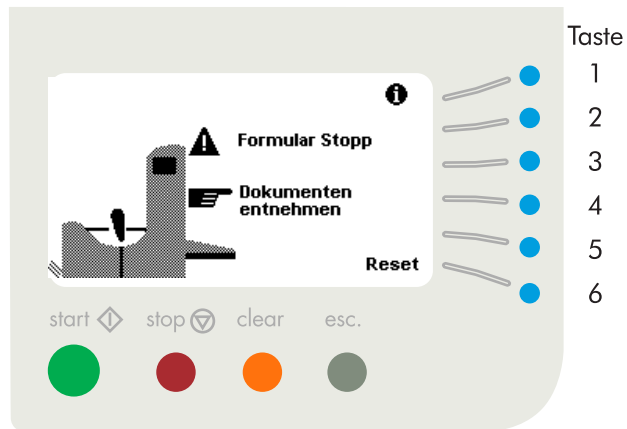 Taste
1
2
Formular Stopp
3
Dokumenten
entnehmen
4
5
Reset
6
start stop clear esc.